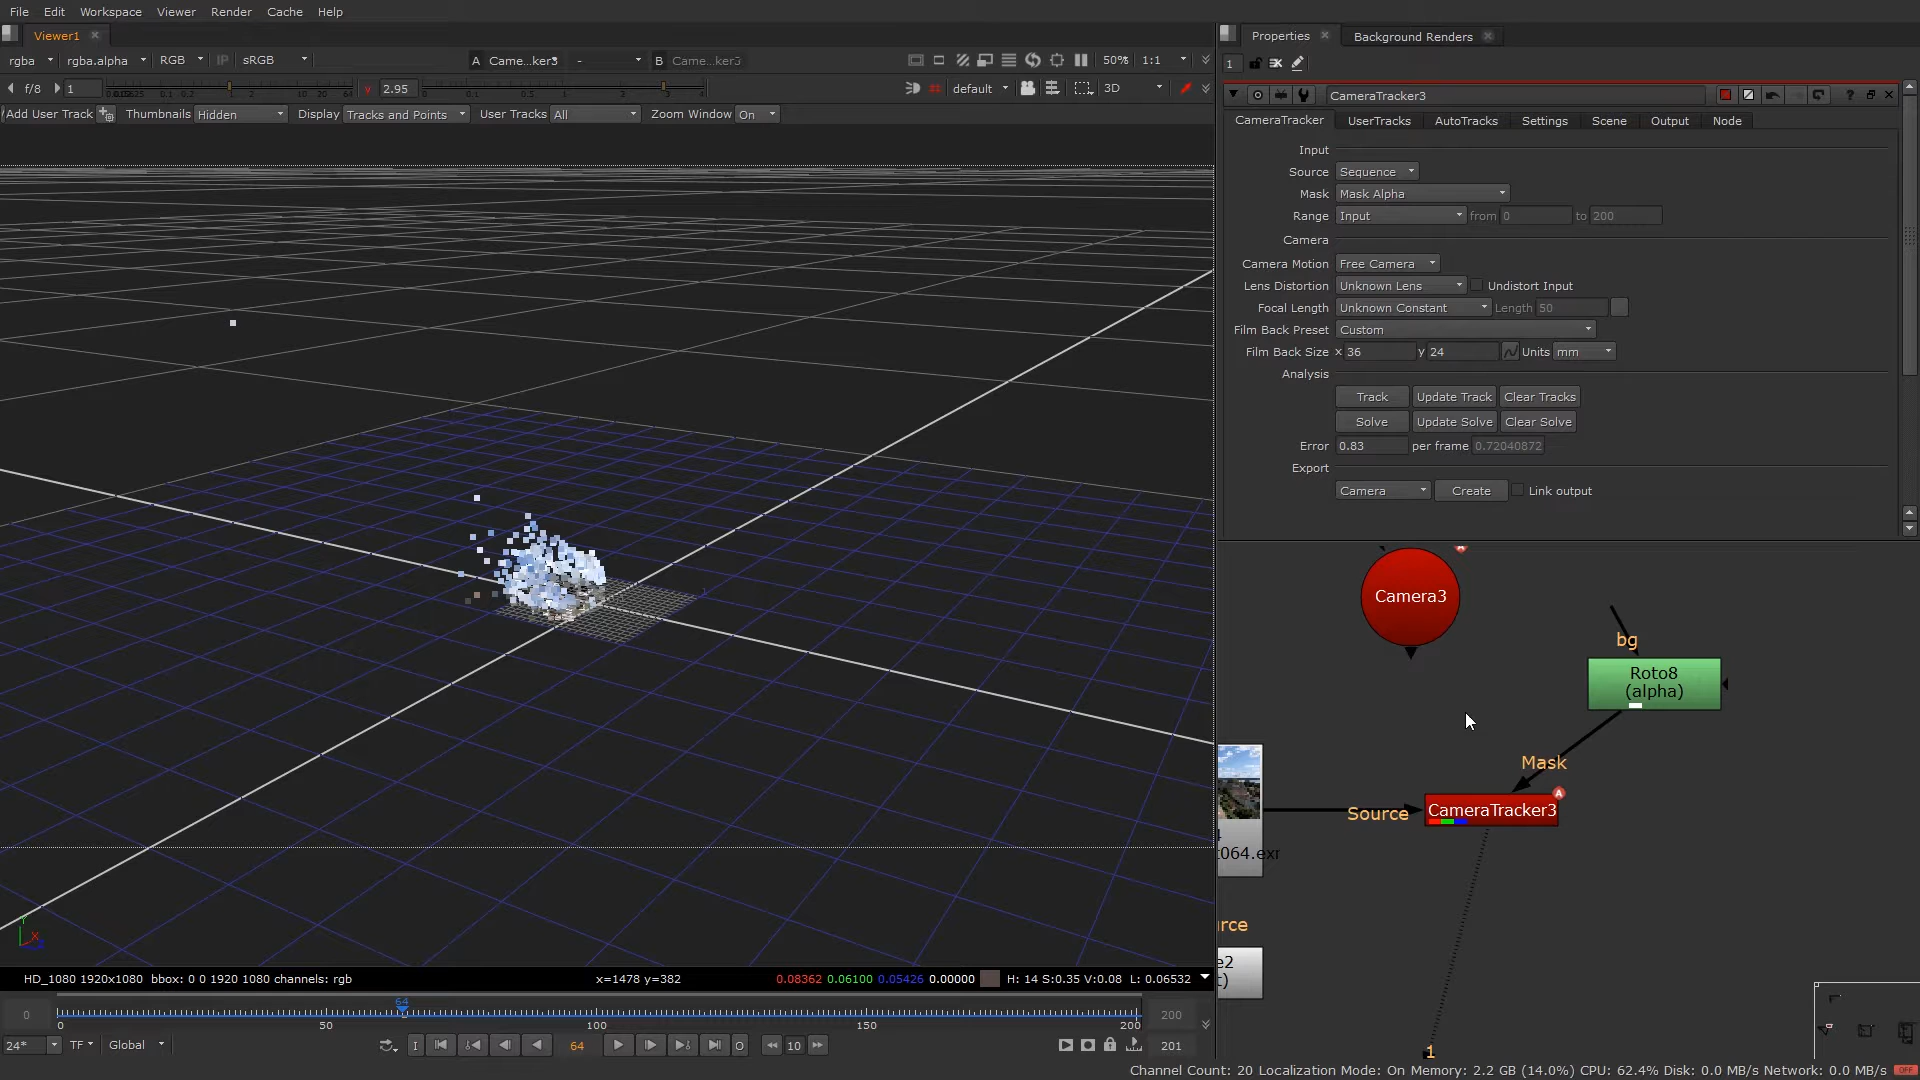 File Edit Workspace Viewer Render Cache Help
Viewer1
Properties
Background Renders
rgba
rgba.alpha
RGB
IP
sRGB
A Came...ker3
-
B Came...ker3
50%
1:1
1
f/8
1
2.95
default
3D
CameraTracker3
Add User Track
Thumbnails Hidden
Display Tracks and Points
User Tracks All
Zoom Window On
CameraTracker UserTracks AutoTracks Settings Scene Output Node
Input
Source Sequence
Mask Mask Alpha
Range Input from 0 to 200
Camera
Camera Motion Free Camera
Lens Distortion Unknown Lens Undistort Input
Focal Length Unknown Constant Length 50
Film Back Preset Custom
Film Back Size x 36 y 24 Units mm
Analysis
Track Update Track Clear Tracks
Solve Update Solve Clear Solve
Error 0.83 per frame 0.72040872
Export
Camera Create Link output
Camera3
bg
Roto8
(alpha)
Mask
Source
CameraTracker3
t064.exr
rce
e2
1
HD_1080 1920x1080 bbox: 0 0 1920 1080 channels: rgb
x=1478 y=382
0.08362 0.06100 0.05426 0.00000
H: 14 S:0.35 V:0.08 L: 0.06532
0
64
200
0 50 100 150 200
24*
TF
Global
I
64
O
10
201
Channel Count: 20 Localization Mode: On Memory: 2.2 GB (14.0%) CPU: 62.4% Disk: 0.0 MB/s Network: 0.0 MB/s
OFF